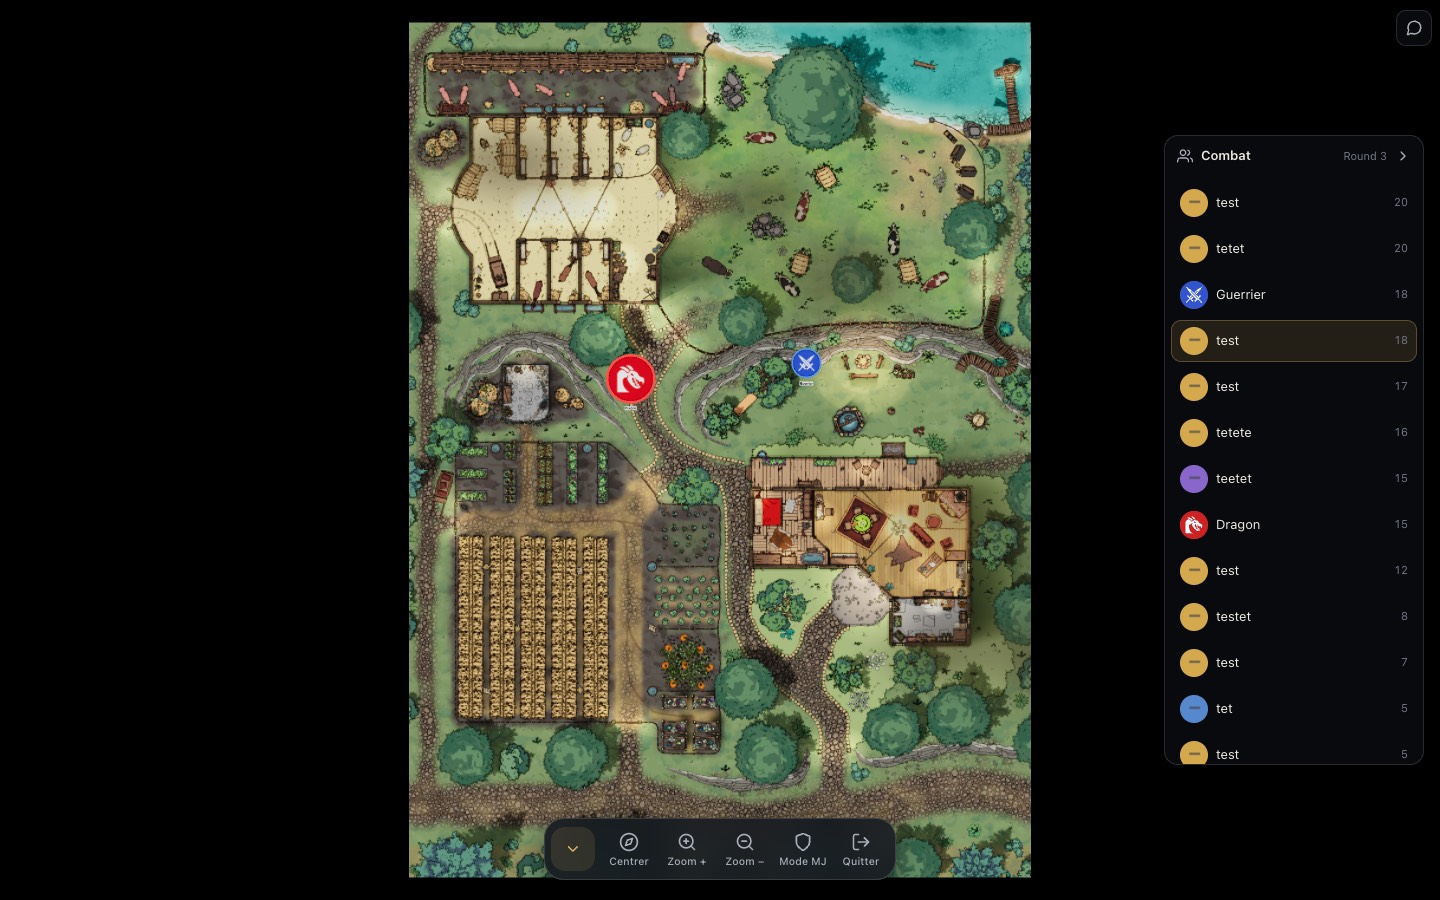 Combat
Round 3
test 20
tetet 20
Guerrier 18
test 18
test 17
tetete 16
teetet 15
Dragon 15
test 12
testet 8
test 7
tet 5
test 5
Centrer
Zoom +
Zoom –
Mode MJ
Quitter